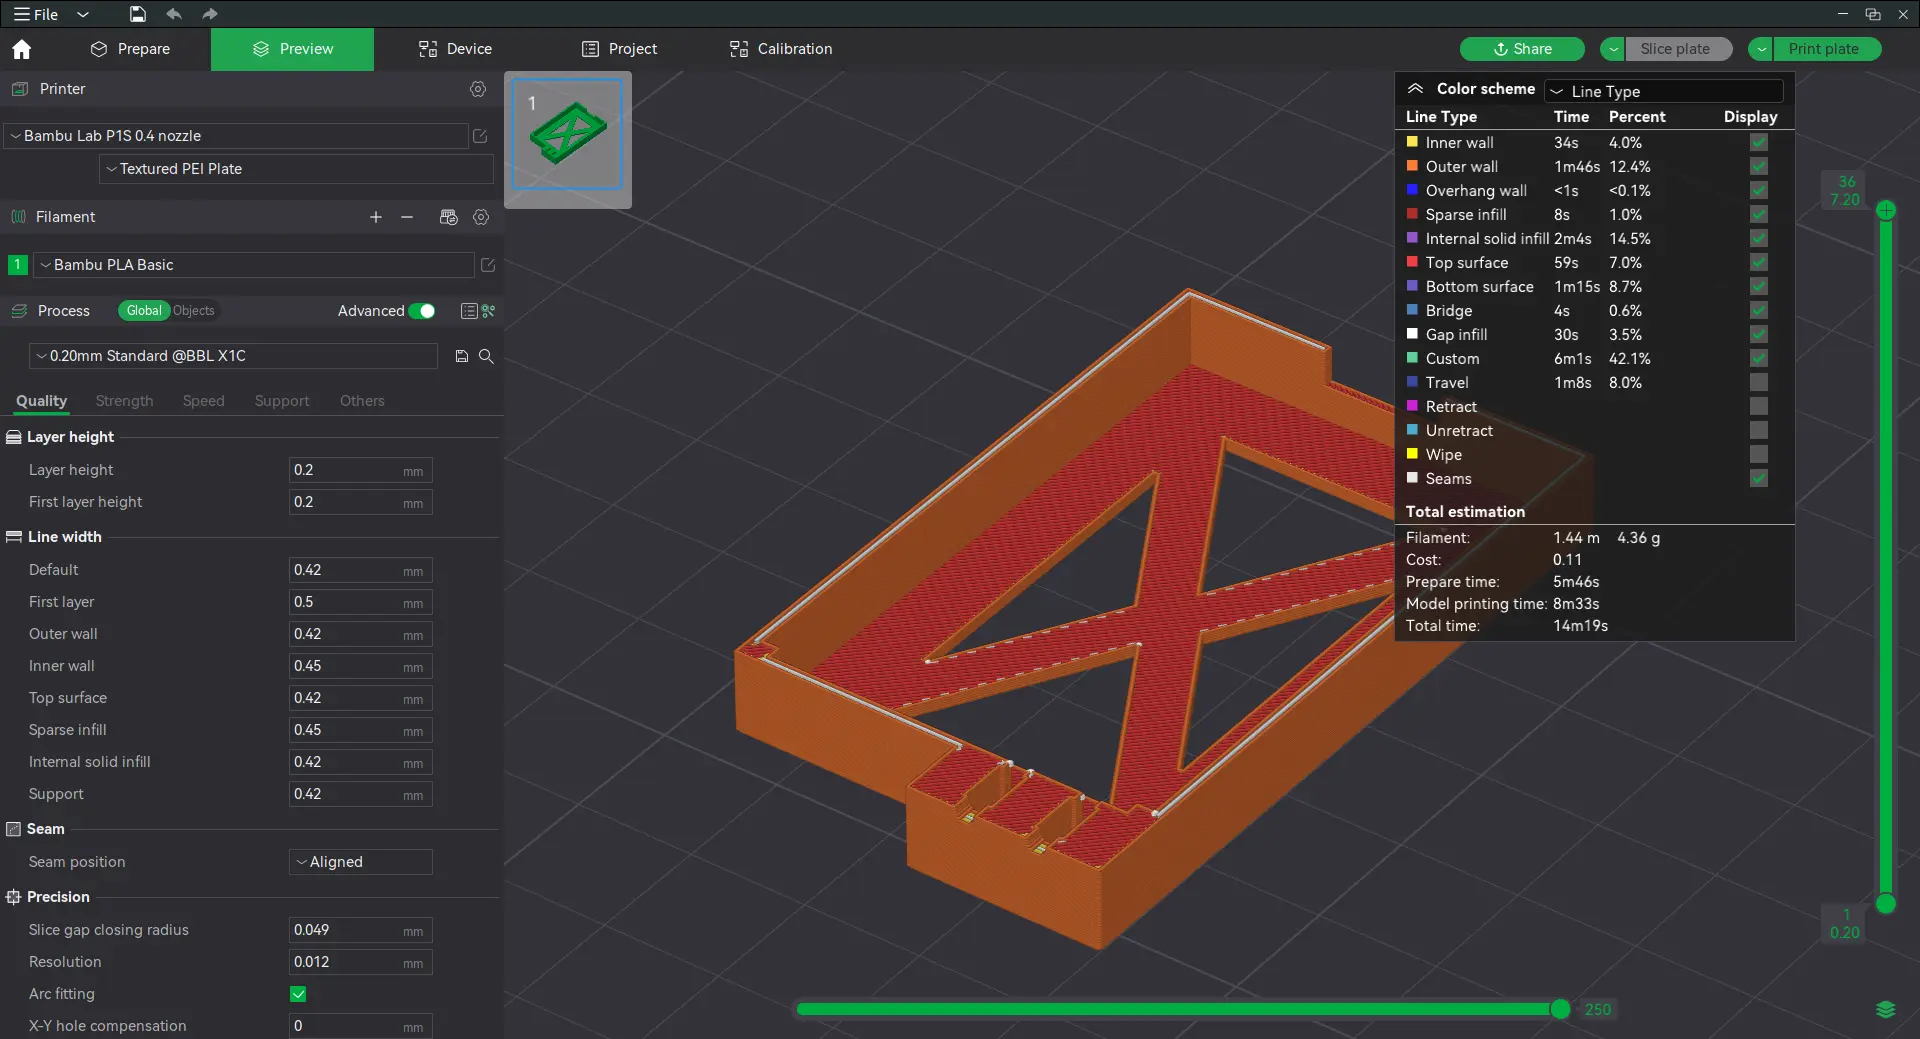 File
Prepare
Preview
Device
Project
Calibration
Share
Slice plate
Print plate
Printer
Bambu Lab P1S 0.4 nozzle
Textured PEI Plate
Filament
1
Bambu PLA Basic
Process
Global
Objects
Advanced
0.20mm Standard @BBL X1C
Quality
Strength
Speed
Support
Others
Layer height
Layer height 0.2 mm
First layer height 0.2 mm
Line width
Default 0.42 mm
First layer 0.5 mm
Outer wall 0.42 mm
Inner wall 0.45 mm
Top surface 0.42 mm
Sparse infill 0.45 mm
Internal solid infill 0.42 mm
Support 0.42 mm
Seam
Seam position Aligned
Precision
Slice gap closing radius 0.049 mm
Resolution 0.012 mm
Arc fitting
X-Y hole compensation 0 mm
1
Color scheme Line Type
Line Type Time Percent Display
Inner wall 34s 4.0%
Outer wall 1m46s 12.4%
Overhang wall <1s <0.1%
Sparse infill 8s 1.0%
Internal solid infill 2m4s 14.5%
Top surface 59s 7.0%
Bottom surface 1m15s 8.7%
Bridge 4s 0.6%
Gap infill 30s 3.5%
Custom 6m1s 42.1%
Travel 1m8s 8.0%
Retract
Unretract
Wipe
Seams
Total estimation
Filament: 1.44 m 4.36 g
Cost: 0.11
Prepare time: 5m46s
Model printing time: 8m33s
Total time: 14m19s
36
7.20
1
0.20
250